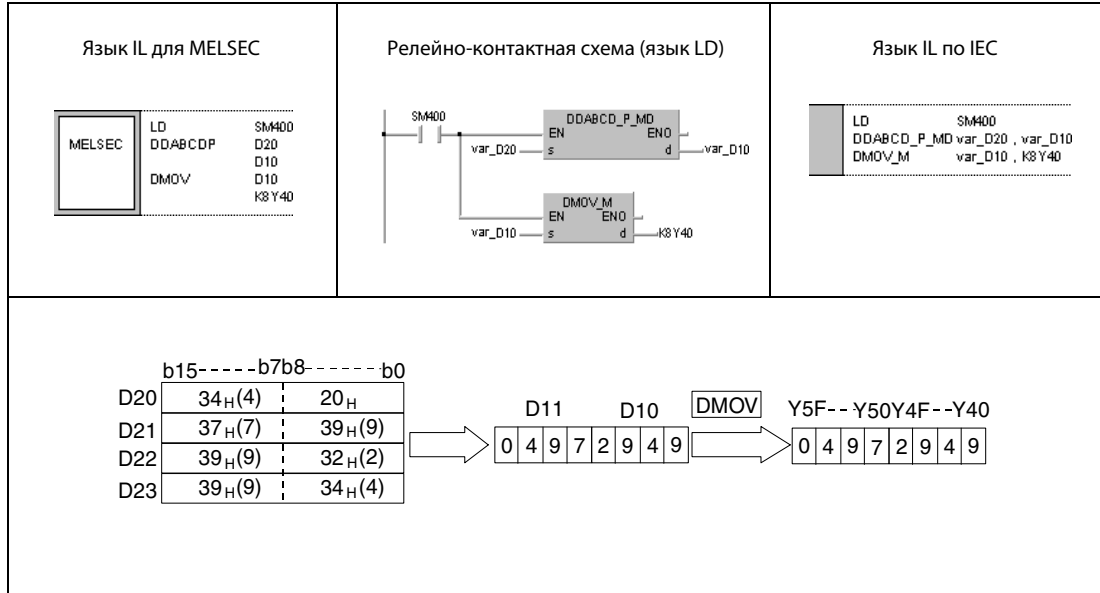 Язык IL для MELSEC
MELSEC
LD SM400
DDABCDP D20
D10
DMOV D10
K8Y40
Релейно-контактная схема (язык LD)
SM400
DDABCD_P_MD
EN ENO
var_D20 s d var_D10
DMOV_M
EN ENO
var_D10 s d K8Y40
Язык IL по IEC
LD SM400
DDABCD_P_MD var_D20 , var_D10
DMOV_M var_D10 , K8Y40
b15-----b7b8------b0
D20 34H(4) 20H
D21 37H(7) 39H(9)
D22 39H(9) 32H(2)
D23 39H(9) 34H(4)
D11 D10
0 4 9 7 2 9 4 9
DMOV
Y5F--Y50Y4F--Y40
0 4 9 7 2 9 4 9